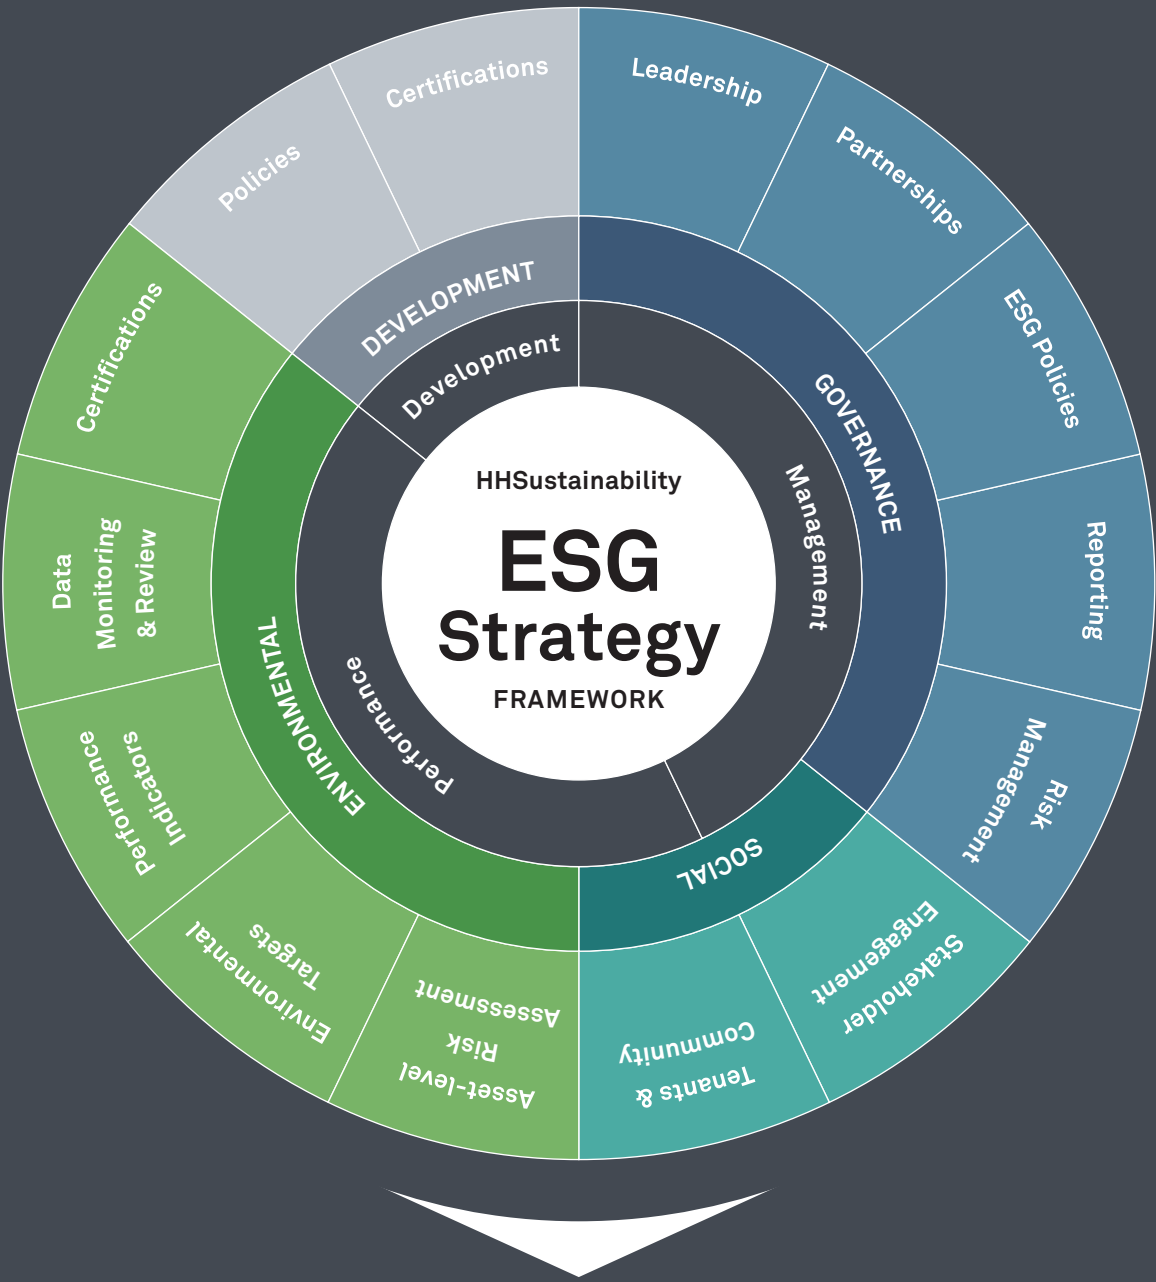 HHSustainability
ESG
Strategy
FRAMEWORK
Development
Management
Performance
DEVELOPMENT
GOVERNANCE
SOCIAL
ENVIRONMENTAL
Leadership
Partnerships
ESG Policies
Reporting
Risk
Management
Stakeholder
Engagement
Tenants &
Community
Asset-level
Risk
Assessment
Environmental
Targets
Performance
Indicators
Data
Monitoring
& Review
Certifications
Policies
Certifications